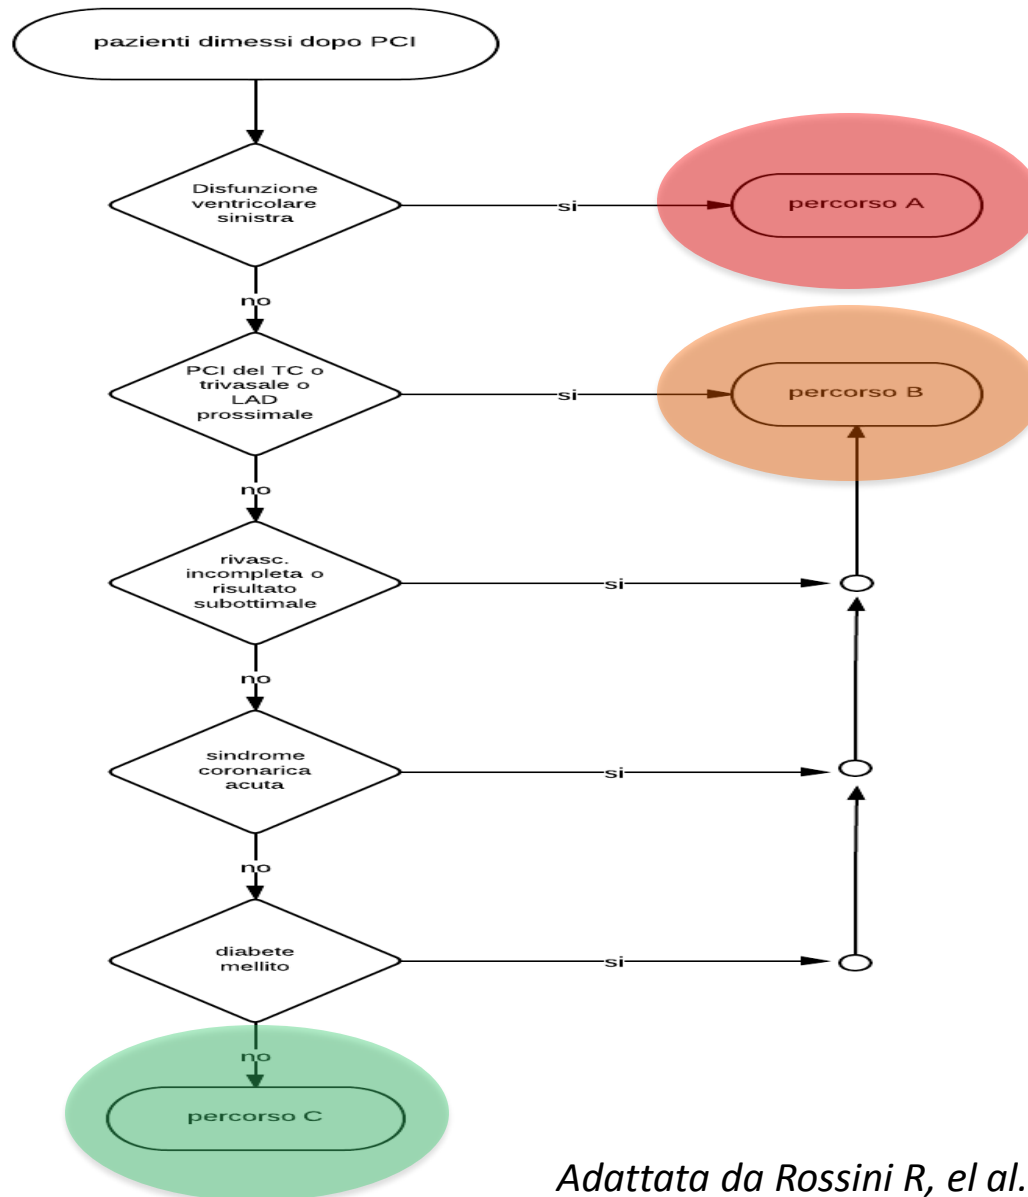 pazienti dimessi dopo PCI
Disfunzione
ventricolare
sinistra
si
percorso A
no
PCI del TC o
trivasale o
LAD
prossimale
si
percorso B
no
rivasc.
incompleta o
risultato
subottimale
si
no
sindrome
coronarica
acuta
si
no
diabete
mellito
si
no
percorso C
Adattata da Rossini R, el al.